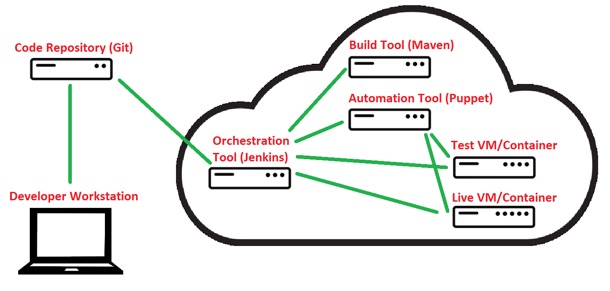 Code Repository (Git)
Build Tool (Maven)
Automation Tool (Puppet)
Orchestration
Tool (Jenkins)
Test VM/Container
Developer Workstation
Live VM/Container